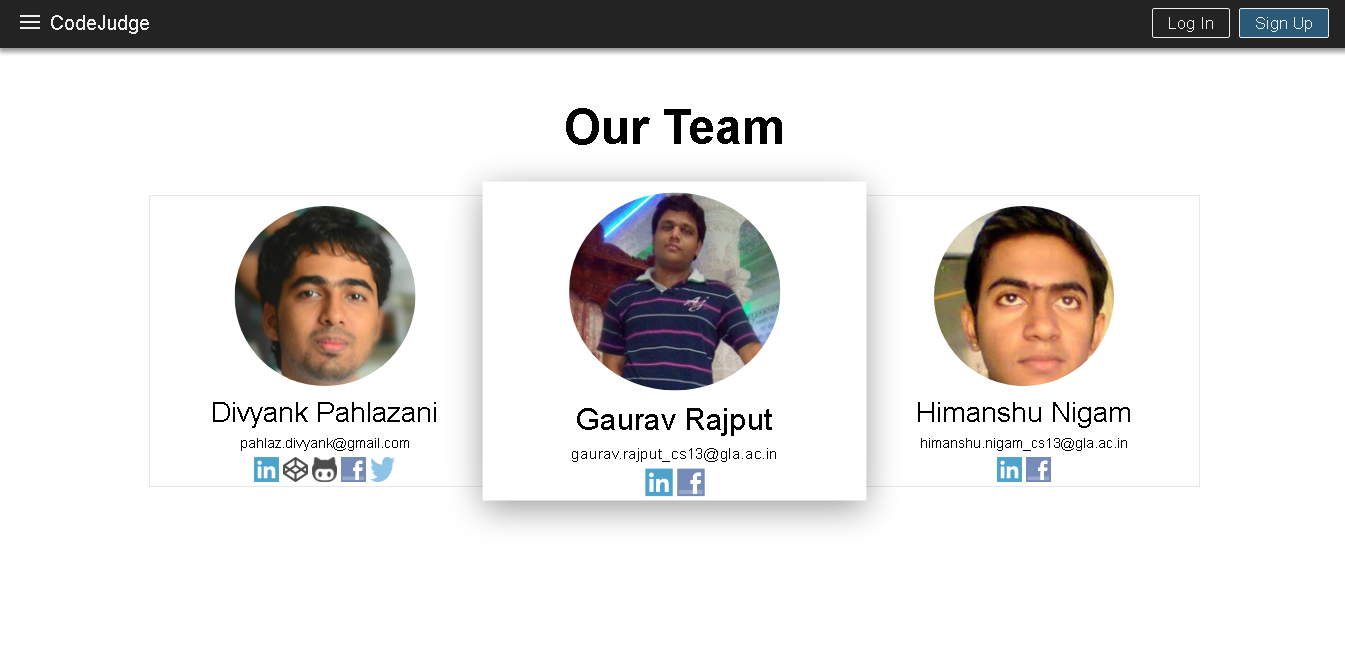 CodeJudge
Log In
Sign Up
Our Team
Divyank Pahlazani
pahlaz.divyank@gmail.com
Gaurav Rajput
gaurav.rajput_cs13@gla.ac.in
Himanshu Nigam
himanshu.nigam_cs13@gla.ac.in